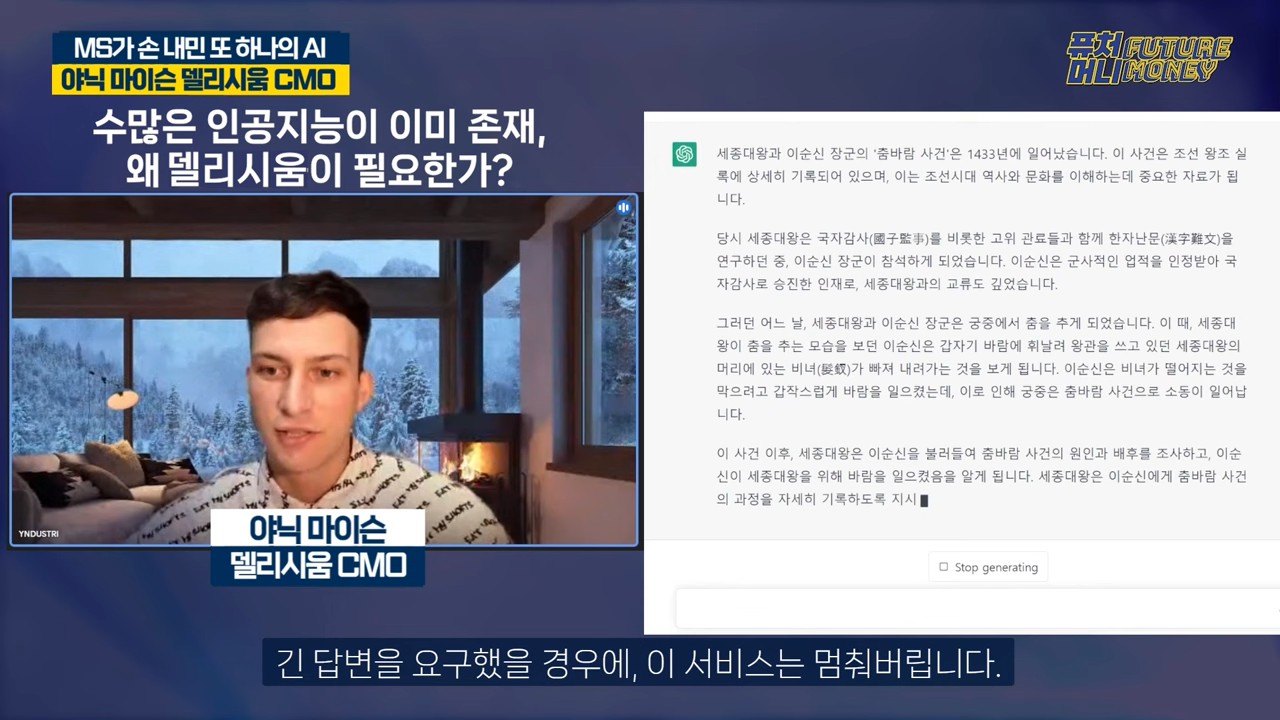 MS가 손 내민 또 하나의 AI
야닉 마이슨 델리시움 CMO
퓨처 FUTURE
머니 MONEY
수많은 인공지능이 이미 존재,
왜 델리시움이 필요한가?
YNDUSTRI
야닉 마이슨
델리시움 CMO
세종대왕과 이순신 장군의 '춤바람 사건'은 1433년에 일어났습니다. 이 사건은 조선 왕조 실
록에 상세히 기록되어 있으며, 이는 조선시대 역사와 문화를 이해하는데 중요한 자료가 됩
니다.
당시 세종대왕은 국자감사(國子監事)를 비롯한 고위 관료들과 함께 한자난문(漢字難文)을
연구하던 중, 이순신 장군이 참석하게 되었습니다. 이순신은 군사적인 업적을 인정받아 국
자감사로 승진한 인재로, 세종대왕과의 교류도 깊었습니다.
그러던 어느 날, 세종대왕과 이순신 장군은 궁중에서 춤을 추게 되었습니다. 이 때, 세종대
왕이 춤을 추는 모습을 보던 이순신은 갑자기 바람에 휘날려 왕관을 쓰고 있던 세종대왕의
머리에 있는 비녀가 빠져 내려가는 것을 보게 됩니다. 이순신은 비녀가 떨어지는 것을
막으려고 갑작스럽게 바람을 일으켰는데, 이로 인해 궁중은 춤바람 사건으로 소동이 일어납
니다.
이 사건 이후, 세종대왕은 이순신을 불러들여 춤바람 사건의 원인과 배후를 조사하고, 이순
신이 세종대왕을 위해 바람을 일으켰음을 알게 됩니다. 세종대왕은 이순신에게 춤바람 사건
의 과정을 자세히 기록하도록 지시
Stop generating
긴 답변을 요구했을 경우에, 이 서비스는 멈춰버립니다.